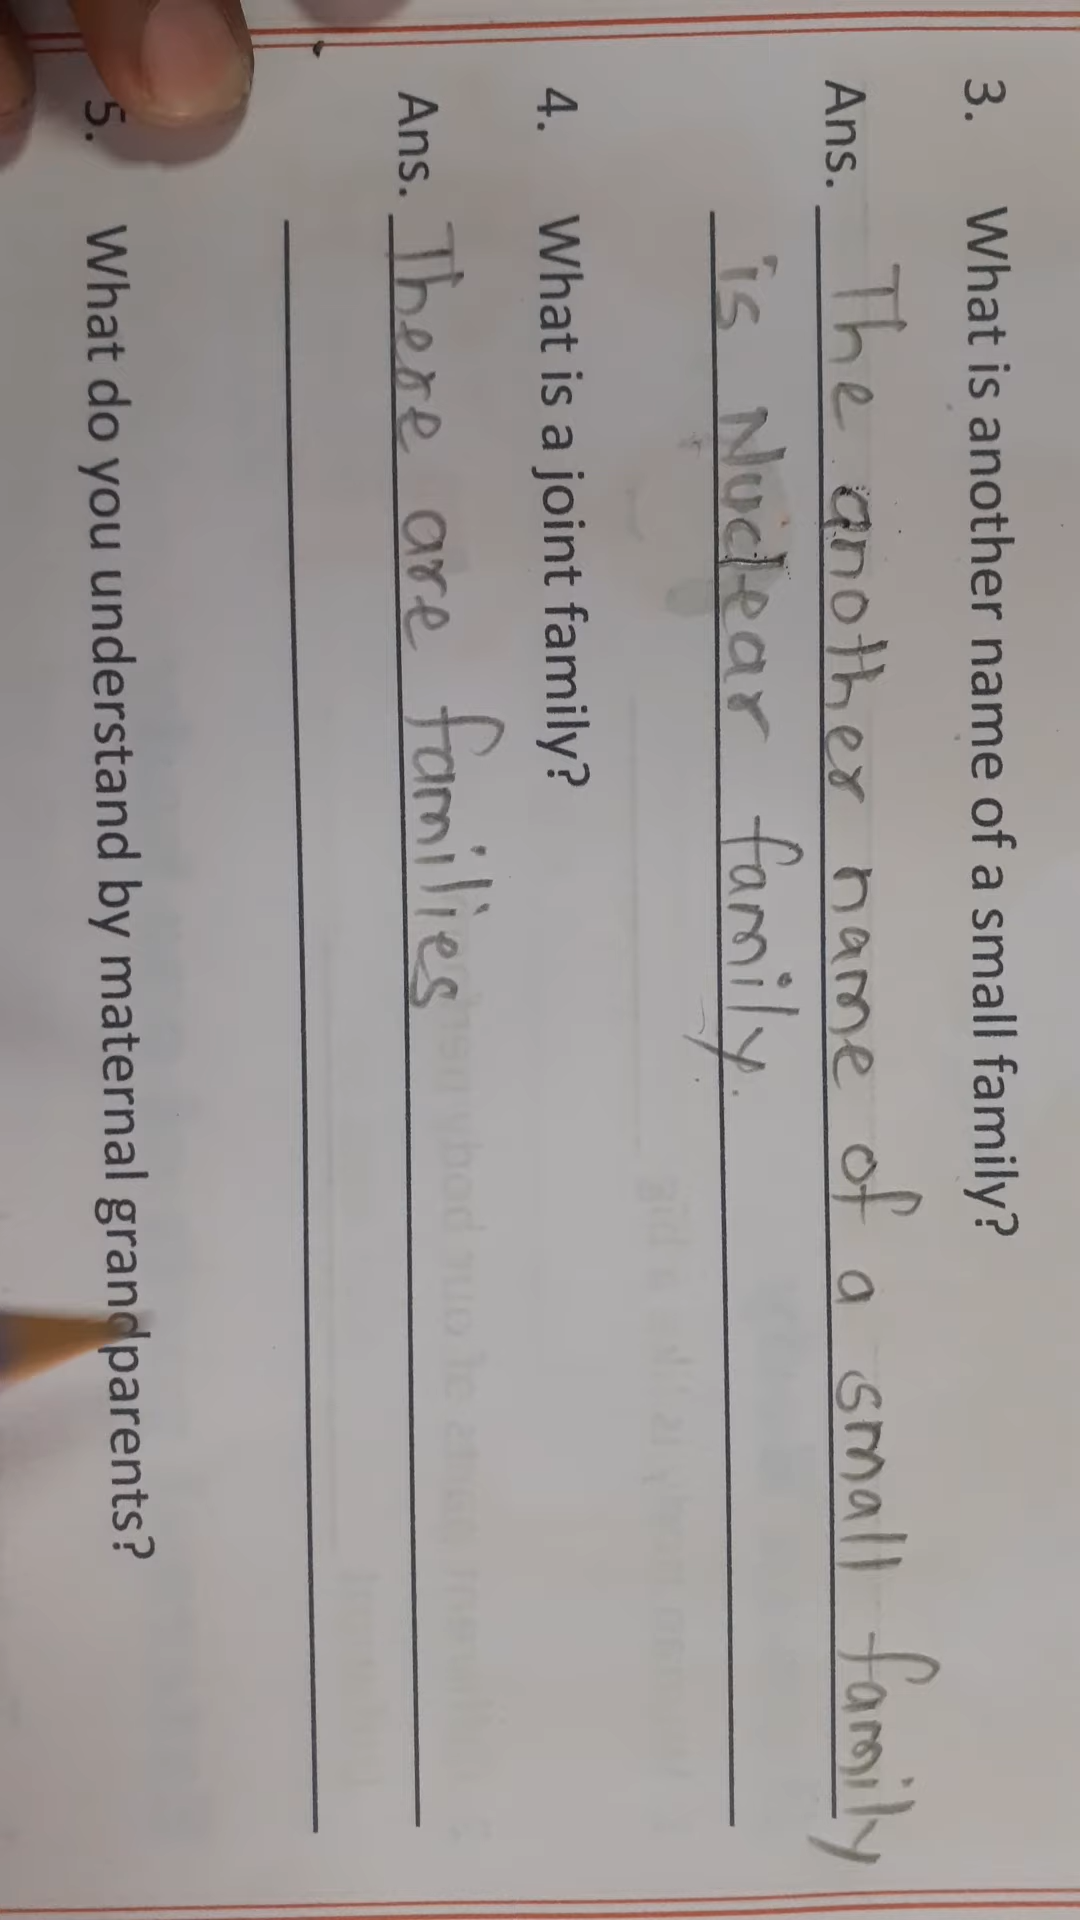 3. What is another name of a small family?
Ans. The another name of a small family
is Nuclear family.
4. What is a joint family?
Ans. There are families
5. What do you understand by maternal grandparents?